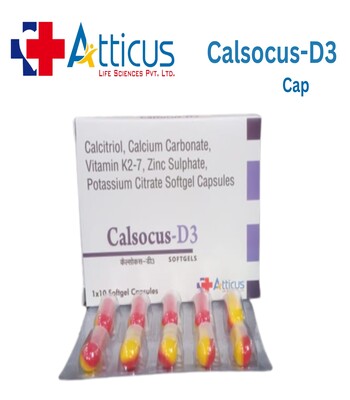 Atticus
LIFE SCIENCES PVT. LTD.
Calsocus-D3
Cap
Calcitriol, Calcium Carbonate,
Vitamin K2-7, Zinc Sulphate,
Potassium Citrate Softgel Capsules
Calsocus-D3
कॅल्सोकस-डी3
SOFTGELS
1x10 Softgel Capsules
Atticus